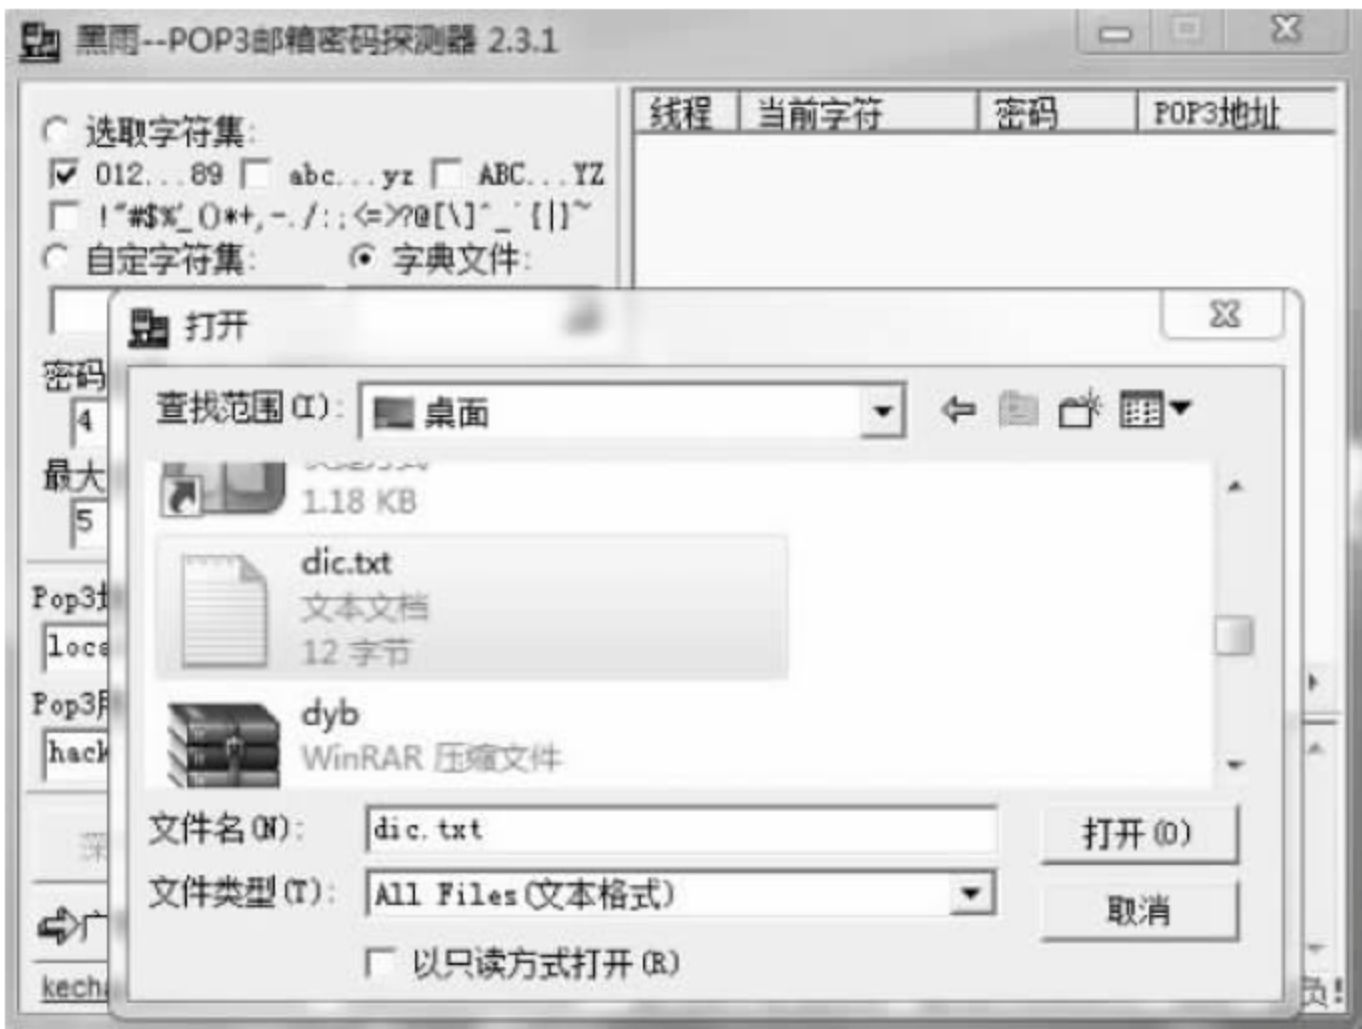 黑雨--POP3邮箱密码探测器 2.3.1
选取字符集:
012...89 abc...yz ABC...YZ
自定字符集: 字典文件:
线程 当前字符 密码 POP3地址
打开
密码
查找范围(I): 桌面
4
最大
5
1.18 KB
dic.txt
文本文档
12 字节
dyb
WinRAR 压缩文件
Pop3
Pop3
hack
文件名(N): dic.txt 打开(O)
文件类型(T): All Files(文本格式) 取消
以只读方式打开(R)
kech